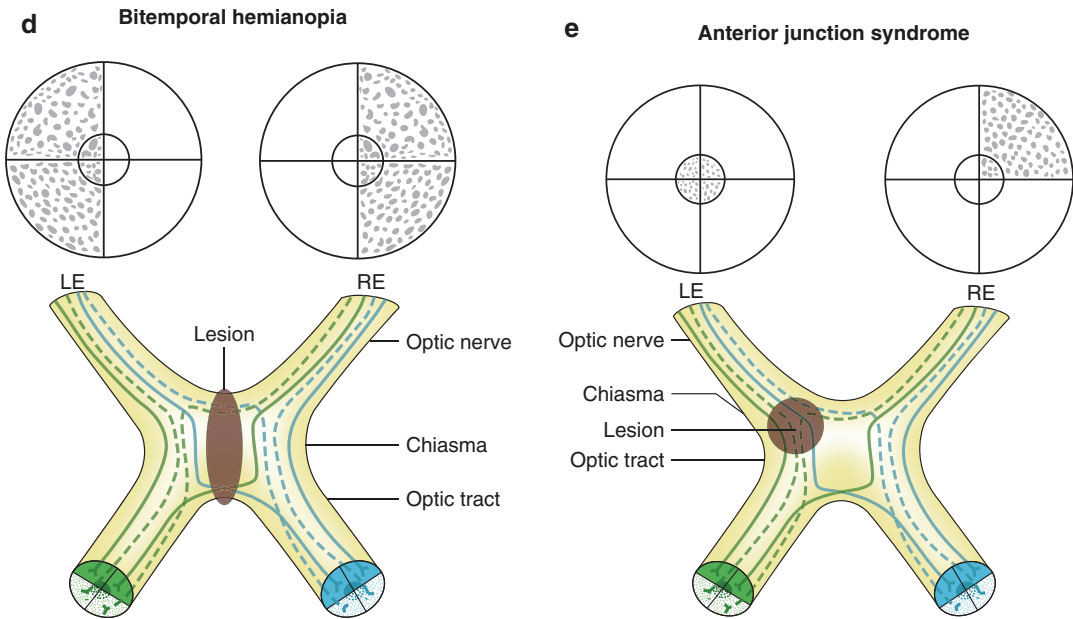 d
Bitemporal hemianopia
LE
RE
Lesion
Optic nerve
Chiasma
Optic tract
e
Anterior junction syndrome
LE
RE
Optic nerve
Chiasma
Lesion
Optic tract